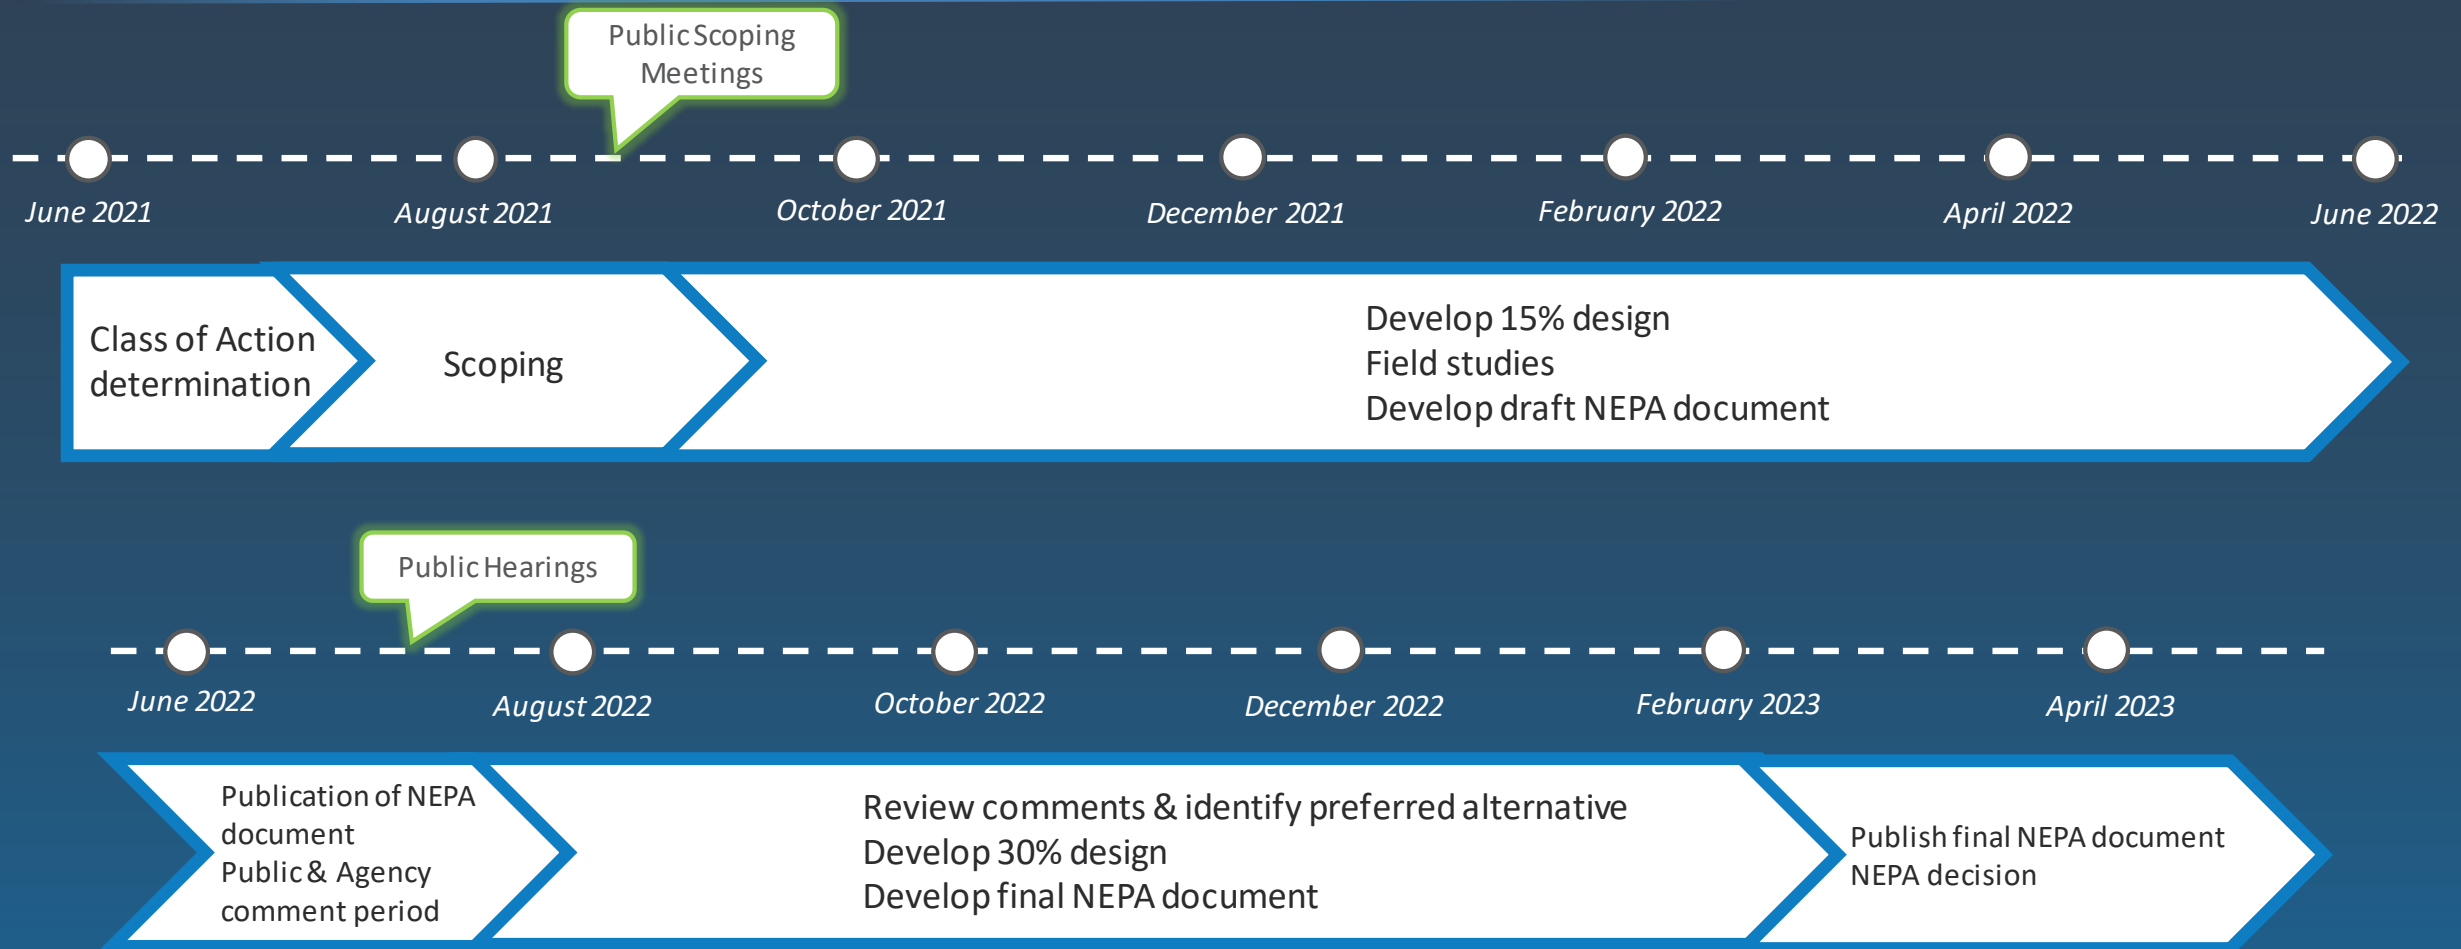 Public Scoping
Meetings
June 2021
August 2021
October 2021
December 2021
February 2022
April 2022
June 2022
Class of Action
determination
Scoping
Develop 15% design
Field studies
Develop draft NEPA document
Public Hearings
June 2022
August 2022
October 2022
December 2022
February 2023
April 2023
Publication of NEPA
document
Public & Agency
comment period
Review comments & identify preferred alternative
Develop 30% design
Develop final NEPA document
Publish final NEPA document
NEPA decision